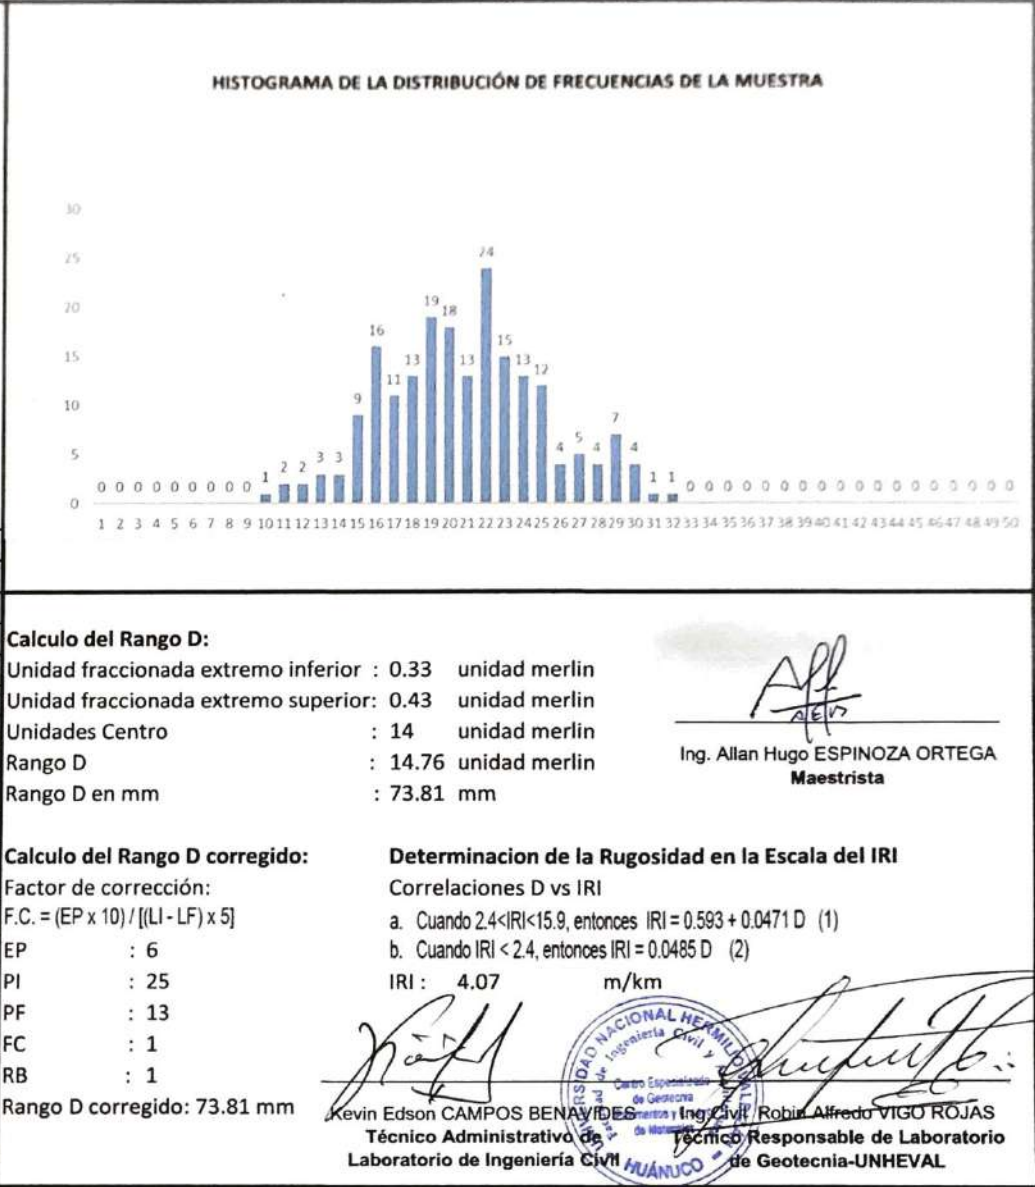 HISTOGRAMA DE LA DISTRIBUCIÓN DE FRECUENCIAS DE LA MUESTRA
30
25
20
15
10
5
0
0 0 0 0 0 0 0 0 0 1 2 2 3 3 9 16 11 13 19 18 13 24 15 13 12 4 5 4 7 4 1 1 0 0 0 0 0 0 0 0 0 0 0 0 0 0 0 0 0 0
1 2 3 4 5 6 7 8 9 10 11 12 13 14 15 16 17 18 19 20 21 22 23 24 25 26 27 28 29 30 31 32 33 34 35 36 37 38 39 40 41 42 43 44 45 46 47 48 49 50
Calculo del Rango D:
Unidad fraccionada extremo inferior : 0.33 unidad merlin
Unidad fraccionada extremo superior: 0.43 unidad merlin
Unidades Centro : 14 unidad merlin
Rango D : 14.76 unidad merlin
Rango D en mm : 73.81 mm
Ing. Allan Hugo ESPINOZA ORTEGA
Maestrista
Calculo del Rango D corregido:
Factor de corrección:
F.C. = (EP x 10) / [(LI - LF) x 5]
EP : 6
PI : 25
PF : 13
FC : 1
RB : 1
Rango D corregido: 73.81 mm
Determinacion de la Rugosidad en la Escala del IRI
Correlaciones D vs IRI
a. Cuando 2.4<IRI<15.9, entonces IRI = 0.593 + 0.0471 D (1)
b. Cuando IRI < 2.4, entonces IRI = 0.0485 D (2)
IRI : 4.07 m/km
Kevin Edson CAMPOS BENAVIDES
Técnico Administrativo de
Laboratorio de Ingeniería Civil
Ing. Civil Robin Alfredo VIGO ROJAS
Técnico Responsable de Laboratorio
de Geotecnia-UNHEVAL
UNIVERSIDAD NACIONAL HERMILIO VALDIZÁN
Ingeniería Civil y
Centro Especializado
de Geotecnia
HUÁNUCO